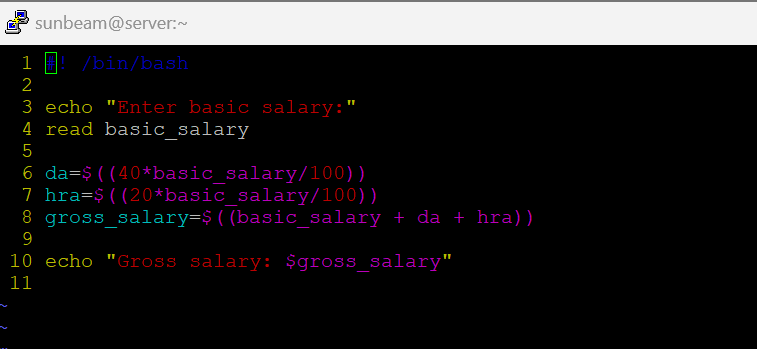 sunbeam@server:~
1 #! /bin/bash
2
3 echo "Enter basic salary:"
4 read basic_salary
5
6 da=$((40*basic_salary/100))
7 hra=$((20*basic_salary/100))
8 gross_salary=$((basic_salary + da + hra))
9
10 echo "Gross salary: $gross_salary"
11
~
~
~